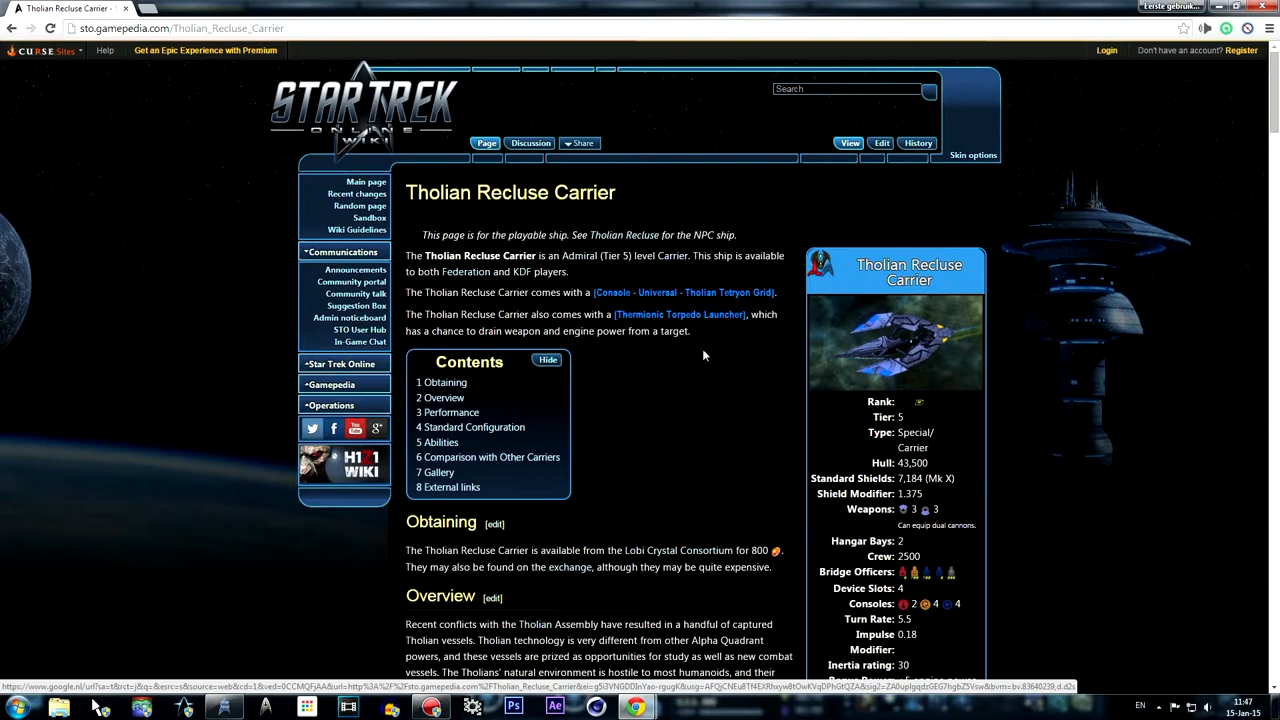 Tholian Recluse Carrier - S
Eerste gebruik...
sto.gamepedia.com/Tholian_Recluse_Carrier
CURSE Sites
Help
Get an Epic Experience with Premium
Login
Don't have an account? Register
STAR TREK
ONLINE
WIKI
Search
Page
Discussion
Share
View
Edit
History
Skin options
Main page
Recent changes
Random page
Sandbox
Wiki Guidelines
Communications
Announcements
Community portal
Community talk
Suggestion Box
Admin noticeboard
STO User Hub
In-Game Chat
Star Trek Online
Gamepedia
Operations
H1Z1
WIKI
Tholian Recluse Carrier
This page is for the playable ship. See Tholian Recluse for the NPC ship.
The Tholian Recluse Carrier is an Admiral (Tier 5) level Carrier. This ship is available
to both Federation and KDF players.
The Tholian Recluse Carrier comes with a [Console - Universal - Tholian Tetryon Grid].
The Tholian Recluse Carrier also comes with a [Thermionic Torpedo Launcher], which
has a chance to drain weapon and engine power from a target.
Contents
Hide
1 Obtaining
2 Overview
3 Performance
4 Standard Configuration
5 Abilities
6 Comparison with Other Carriers
7 Gallery
8 External links
Obtaining [edit]
The Tholian Recluse Carrier is available from the Lobi Crystal Consortium for 800 .
They may also be found on the exchange, although they may be quite expensive.
Overview [edit]
Recent conflicts with the Tholian Assembly have resulted in a handful of captured
Tholian vessels. Tholian technology is very different from other Alpha Quadrant
powers, and these vessels are prized as opportunities for study as well as new combat
vessels. The Tholians' natural environment is hostile to most humanoids, and their
Tholian Recluse
Carrier
Rank:
Tier: 5
Type: Special/
Carrier
Hull: 43,500
Standard Shields: 7,184 (Mk X)
Shield Modifier: 1.375
Weapons: 3 3
Can equip dual cannons.
Hangar Bays: 2
Crew: 2500
Bridge Officers:
Device Slots: 4
Consoles: 2 4 4
Turn Rate: 5.5
Impulse 0.18
Modifier:
Inertia rating: 30
Ps
Ae
EN
11:47
15-Jan-15